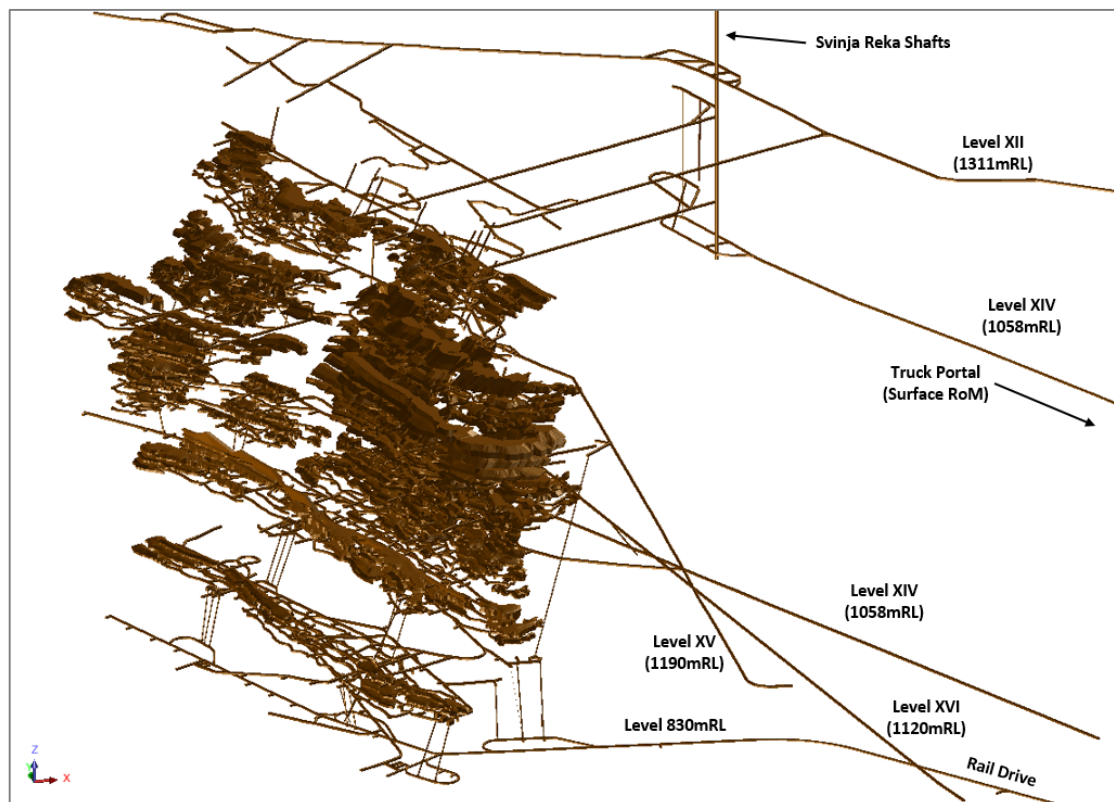 Svinja Reka Shafts
Level XII
(1311mRL)
Level XIV
(1058mRL)
Truck Portal
(Surface RoM)
Level XIV
(1058mRL)
Level XV
(1190mRL)
Level XVI
(1120mRL)
Level 830mRL
Rail Drive
Z
Y
X